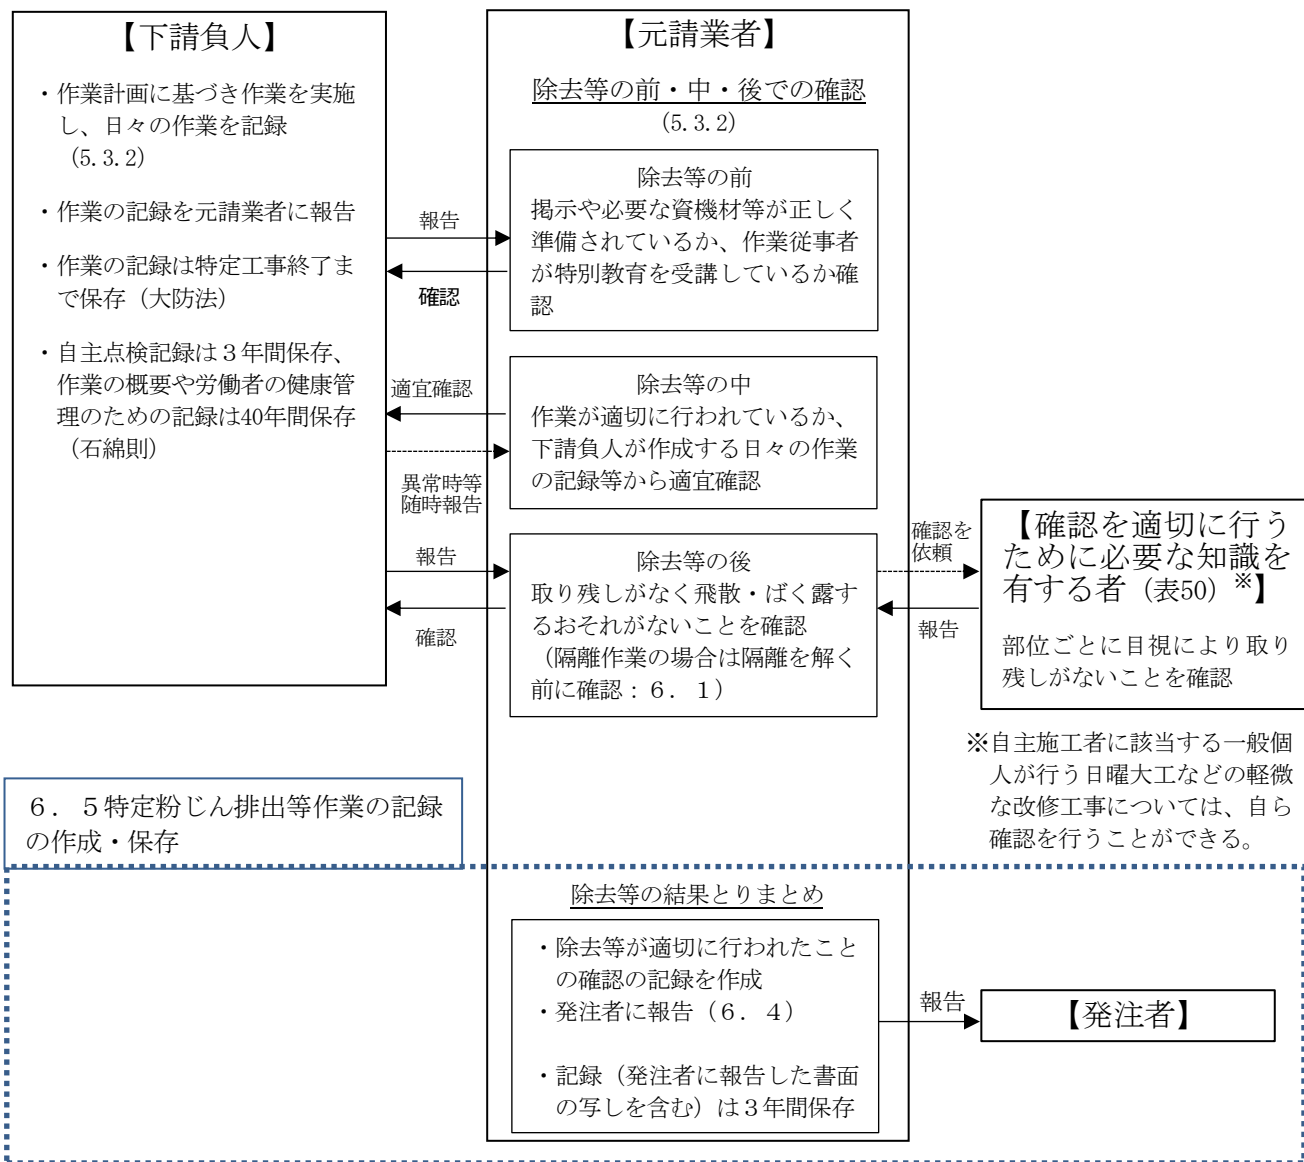 【下請負人】
・作業計画に基づき作業を実施
し、日々の作業を記録
（5.3.2）
・作業の記録を元請業者に報告
・作業の記録は特定工事終了ま
で保存（大防法）
・自主点検記録は３年間保存、
作業の概要や労働者の健康管
理のための記録は40年間保存
（石綿則）
報告
確認
適宜確認
異常時等
随時報告
報告
確認
【元請業者】
除去等の前・中・後での確認
（5.3.2）
除去等の前
掲示や必要な資機材等が正しく
準備されているか、作業従事者
が特別教育を受講しているか確
認
除去等の中
作業が適切に行われているか、
下請負人が作成する日々の作業
の記録等から適宜確認
除去等の後
取り残しがなく飛散・ばく露す
るおそれがないことを確認
（隔離作業の場合は隔離を解く
前に確認：６．１）
確認を
依頼
報告
【確認を適切に行う
ために必要な知識を
有する者（表50）※】
部位ごとに目視により取り
残しがないことを確認
※自主施工者に該当する一般個
人が行う日曜大工などの軽微
な改修工事については、自ら
確認を行うことができる。
６．５特定粉じん排出等作業の記録
の作成・保存
除去等の結果とりまとめ
・除去等が適切に行われたこと
の確認の記録を作成
・発注者に報告（６．４）
・記録（発注者に報告した書面
の写しを含む）は３年間保存
報告
【発注者】